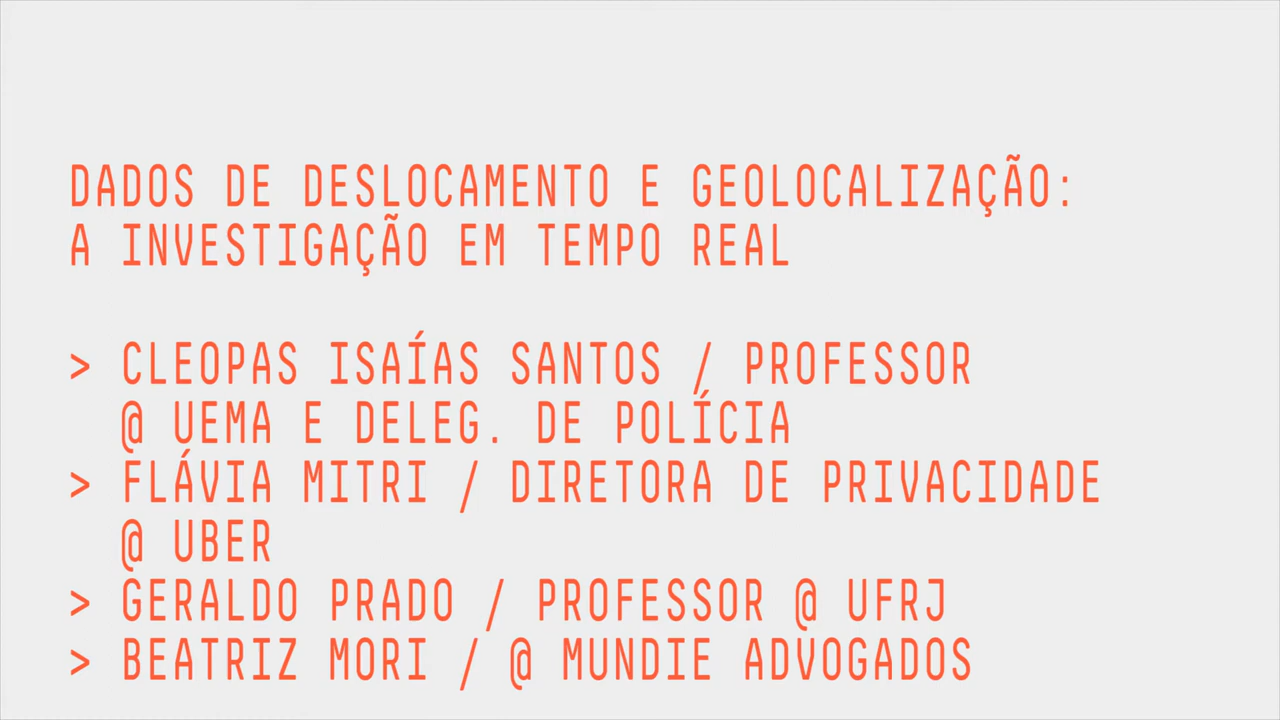 DADOS DE DESLOCAMENTO E GEOLOCALIZAÇÃO:
A INVESTIGAÇÃO EM TEMPO REAL
> CLEOPAS ISAÍAS SANTOS / PROFESSOR
@ UEMA E DELEG. DE POLÍCIA
> FLÁVIA MITRI / DIRETORA DE PRIVACIDADE
@ UBER
> GERALDO PRADO / PROFESSOR @ UFRJ
> BEATRIZ MORI / @ MUNDIE ADVOGADOS